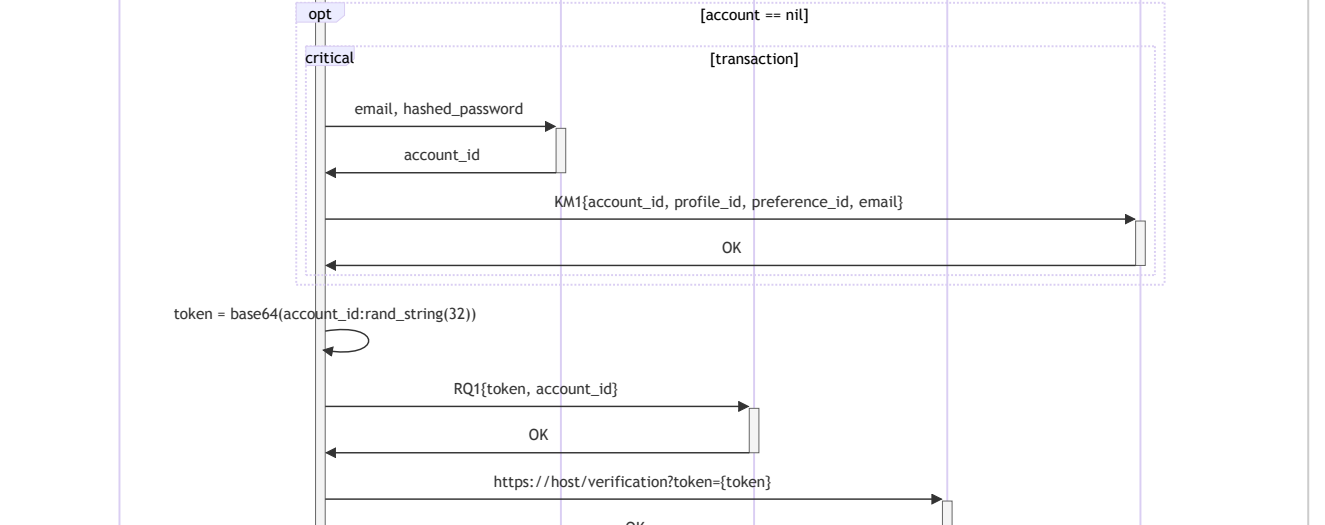 opt
[account == nil]
critical
[transaction]
email, hashed_password
account_id
KM1{account_id, profile_id, preference_id, email}
OK
token = base64(account_id:rand_string(32))
RQ1{token, account_id}
OK
https://host/verification?token={token}
OK